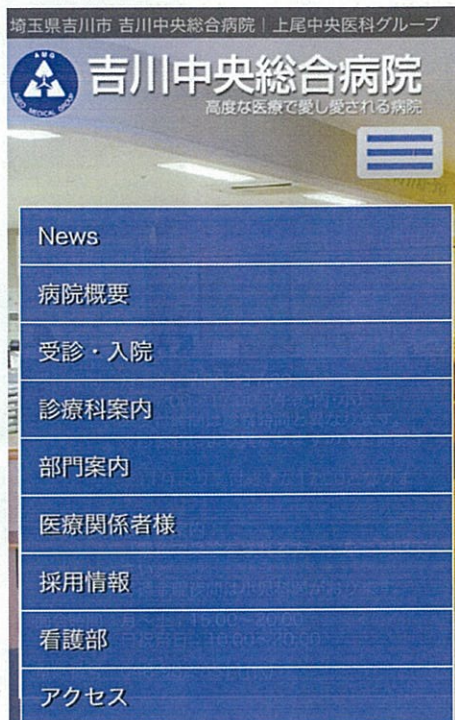 埼玉県吉川市 吉川中央総合病院 | 上尾中央医科グループ
AMG
AGEO MEDICAL GROUP
吉川中央総合病院
高度な医療で愛し愛される病院
News
病院概要
受診・入院
診療科案内
部門案内
医療関係者様
採用情報
看護部
アクセス